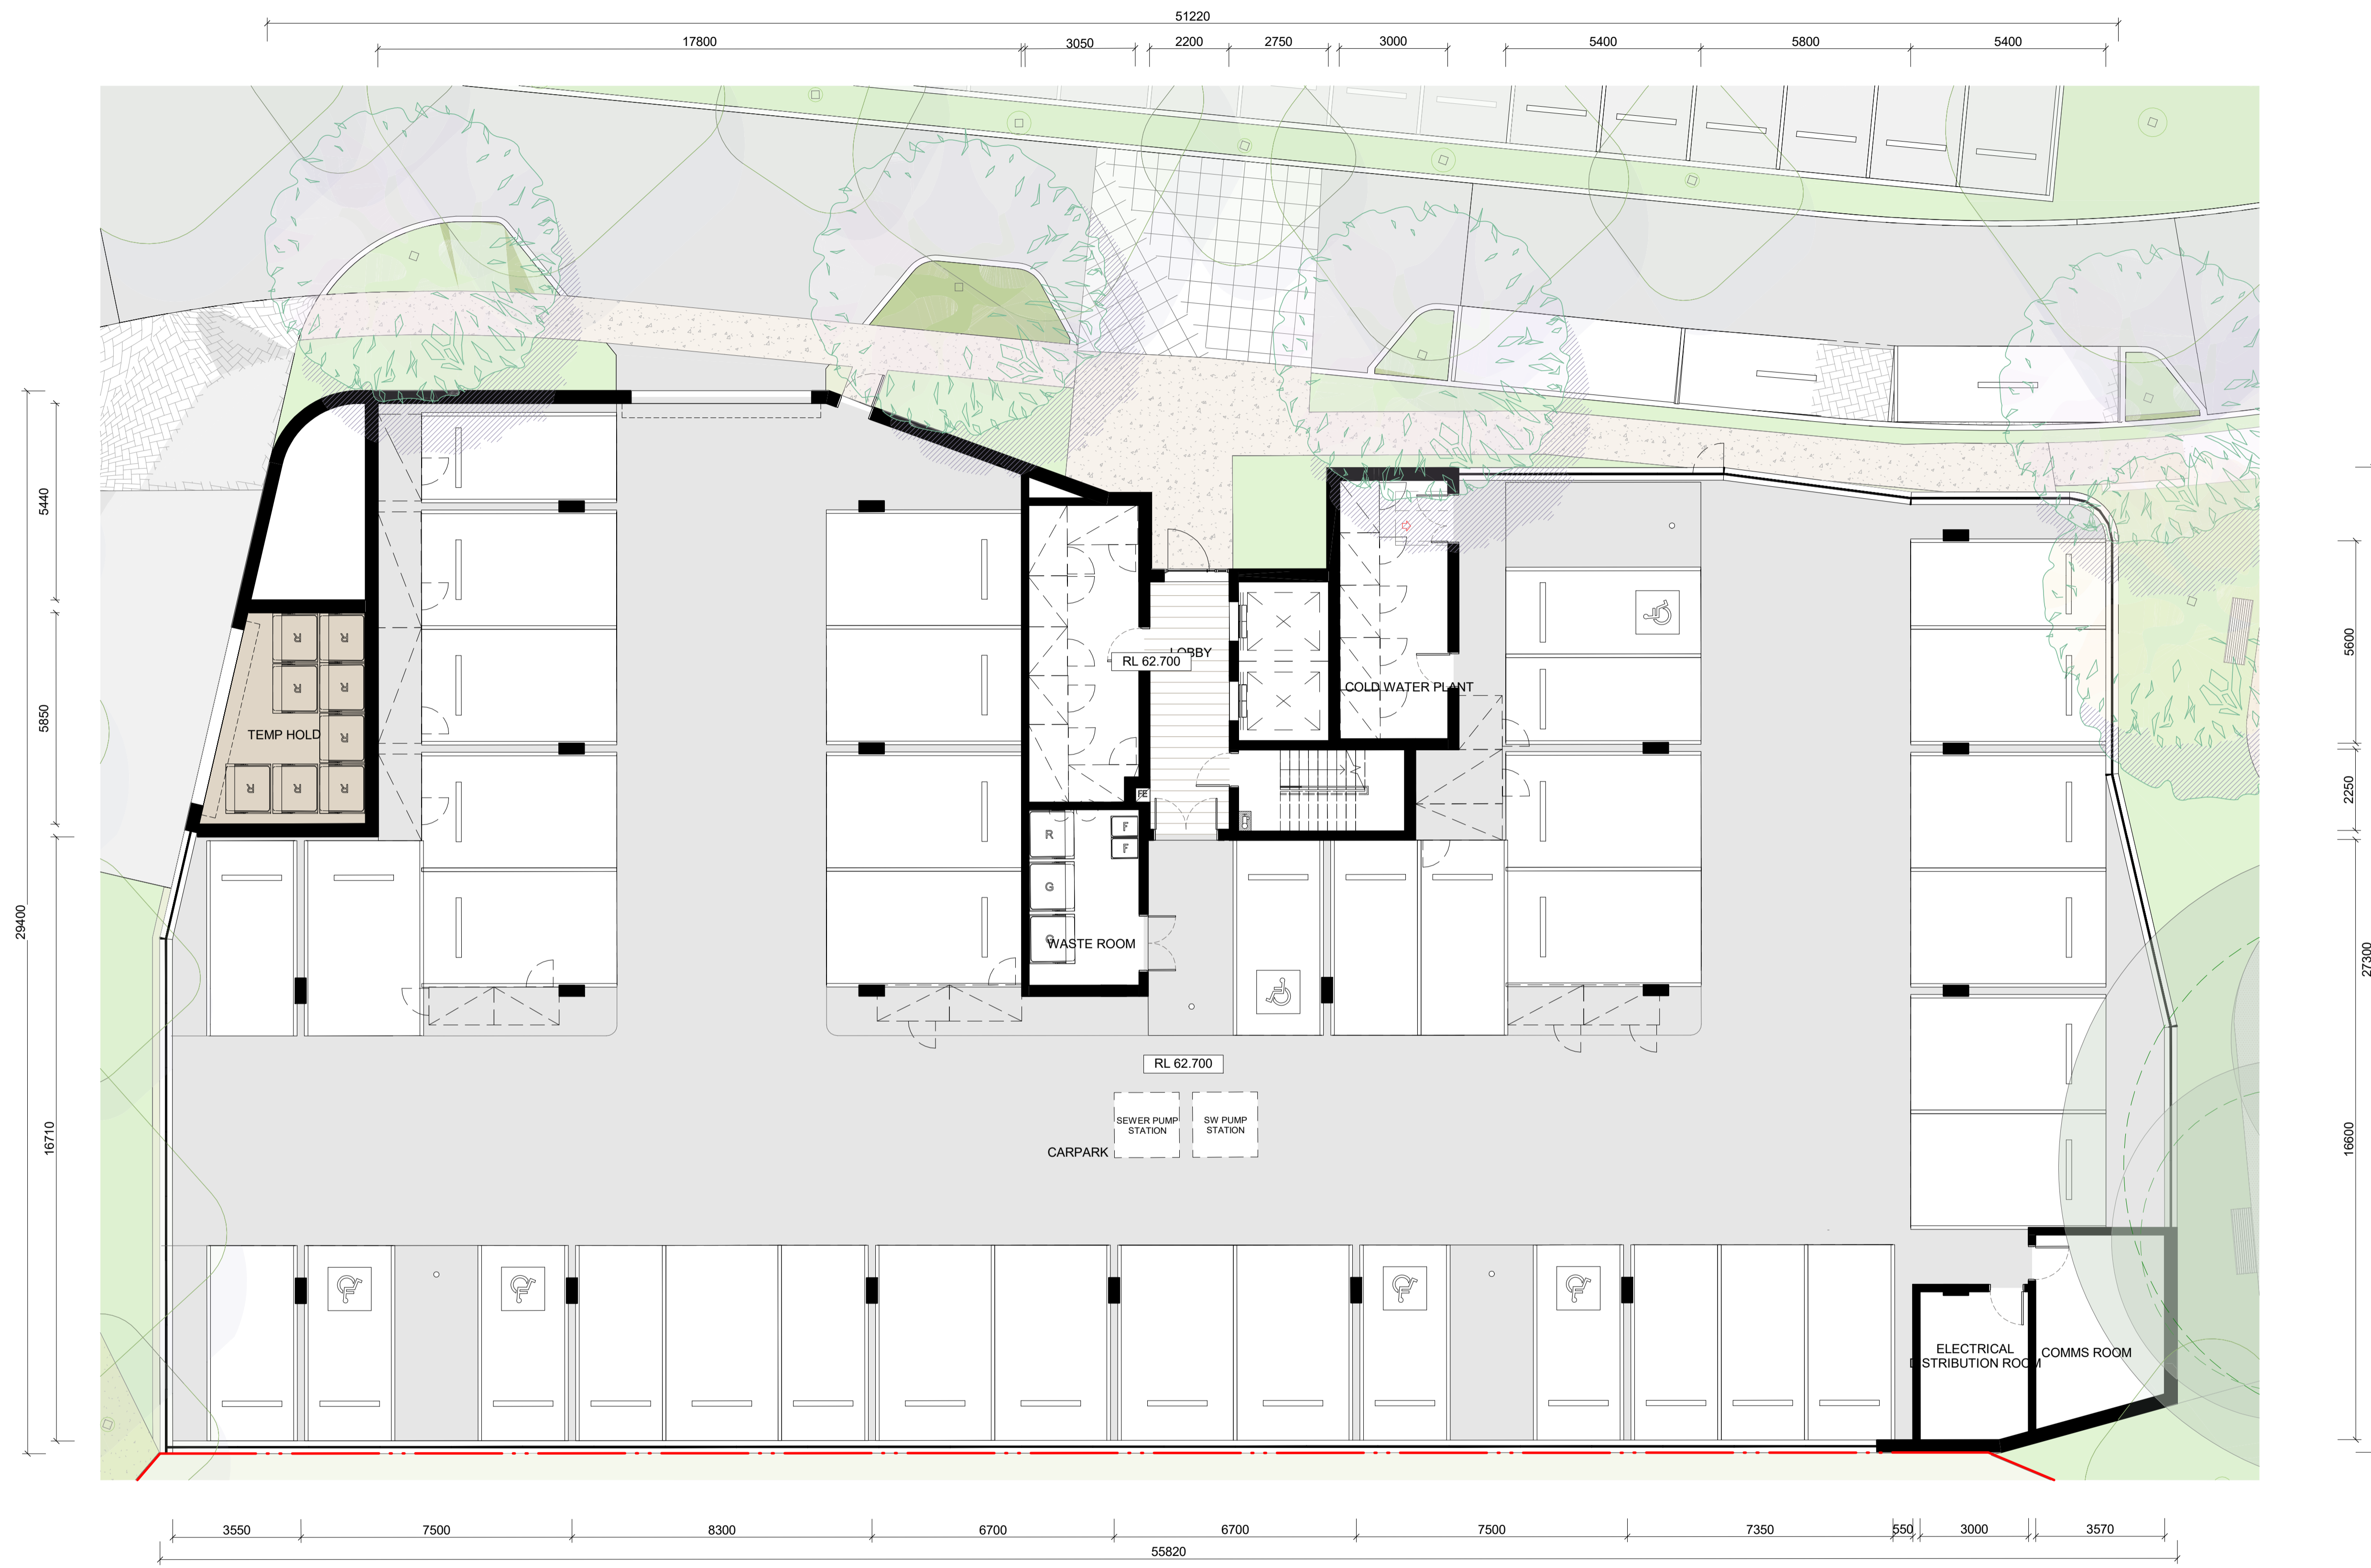 51220
17800
3050
2200
2750
3000
5400
5800
5400
5440
5850
29400
16710
5600
2250
27300
16600
R R
R R
R
R R R
TEMP HOLD
LOBBY
RL 62.700
COLD WATER PLANT
FE
R
F
F
G
G
WASTE ROOM
RL 62.700
SEWER PUMP
STATION
SW PUMP
STATION
CARPARK
ELECTRICAL
DISTRIBUTION ROOM
COMMS ROOM
3550
7500
8300
6700
6700
7500
7350
550
3000
3570
55820